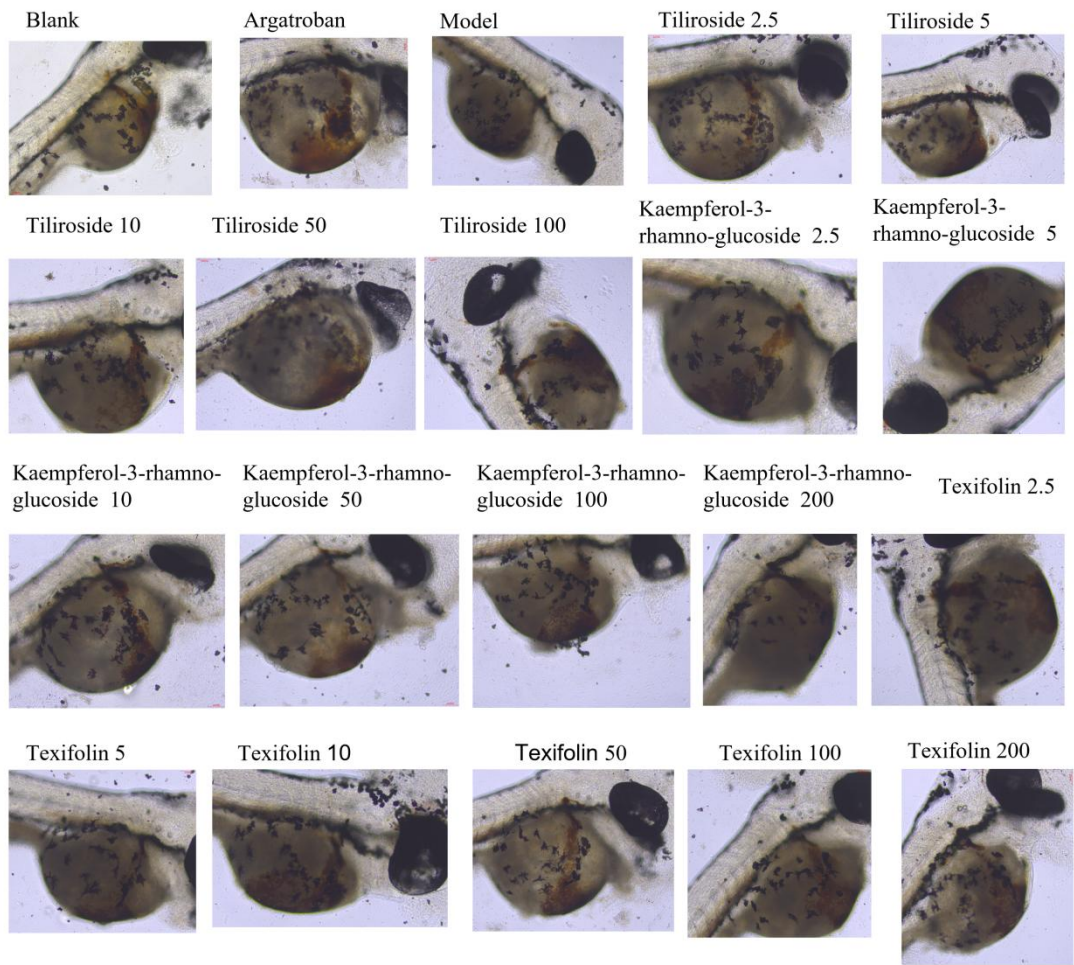 Blank
Argatroban
Model
Tiliroside 2.5
Tiliroside 5
Tiliroside 10
Tiliroside 50
Tiliroside 100
Kaempferol-3-
rhamno-glucoside 2.5
Kaempferol-3-
rhamno-glucoside 5
Kaempferol-3-rhamno-
glucoside 10
Kaempferol-3-rhamno-
glucoside 50
Kaempferol-3-rhamno-
glucoside 100
Kaempferol-3-rhamno-
glucoside 200
Texifolin 2.5
Texifolin 5
Texifolin 10
Texifolin 50
Texifolin 100
Texifolin 200